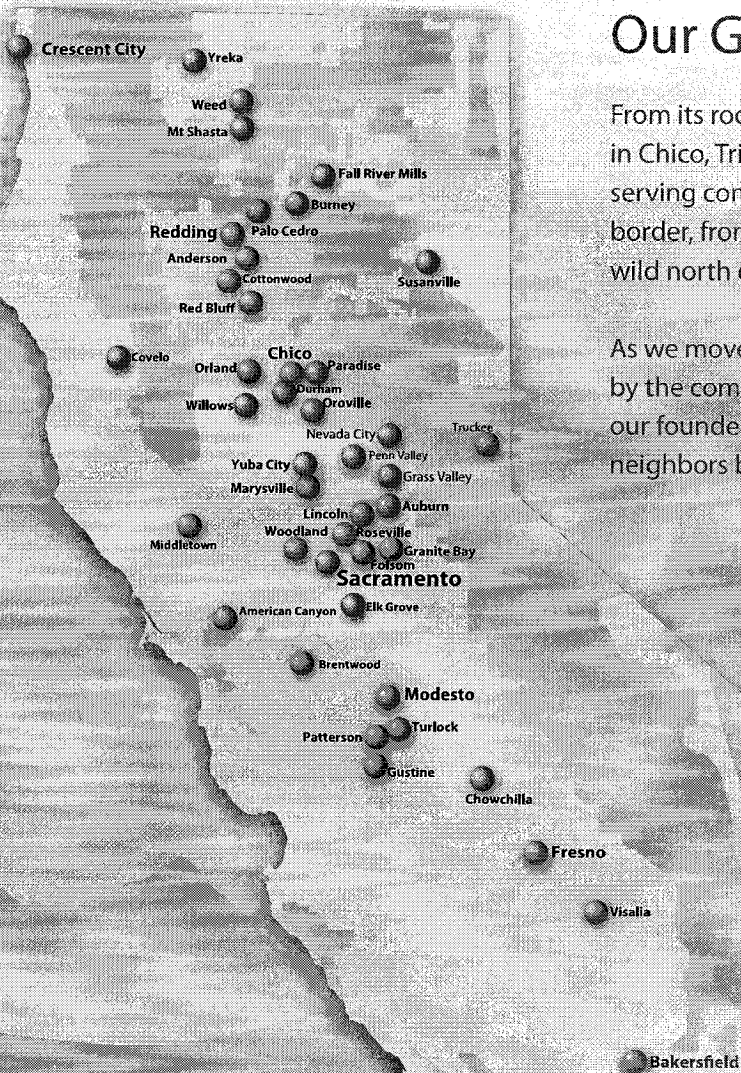 Our G
Crescent City
Yreka
Weed
Mt Shasta
From its roo
in Chico, Tri
serving com
border, from
wild north c
Fall River Mills
Burney
Redding
Palo Cedro
Anderson
Cottonwood
Susanville
Red Bluff
As we move
by the com
our founde
neighbors b
Covelo
Orland
Chico
Paradise
Durham
Willows
Oroville
Nevada City
Truckee
Yuba City
Penn Valley
Grass Valley
Marysville
Lincoln
Auburn
Woodland
Roseville
Middletown
Granite Bay
Folsom
Sacramento
American Canyon
Elk Grove
Brentwood
Modesto
Turlock
Patterson
Gustine
Chowchilla
Fresno
Visalia
Bakersfield